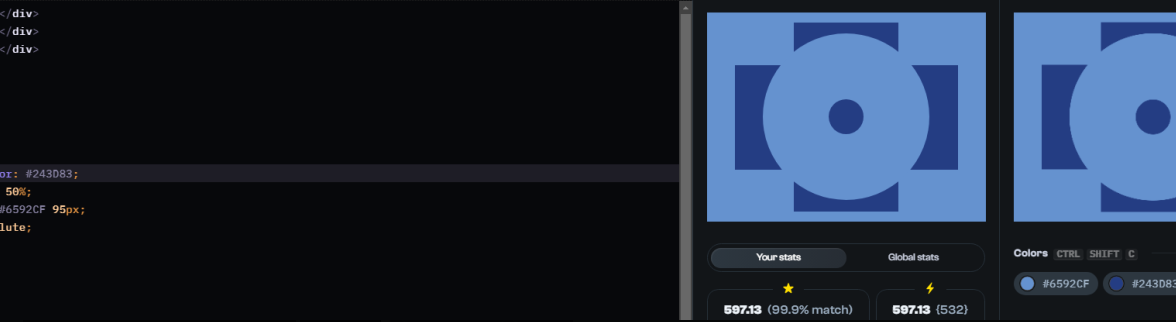 </div>
</div>
</div>
or: #243D83;
50%;
#6592CF 95px;
lute;
Your stats
Global stats
597.13 (99.9% match)
597.13 {532}
Colors CTRL SHIFT C
#6592CF
#243D83